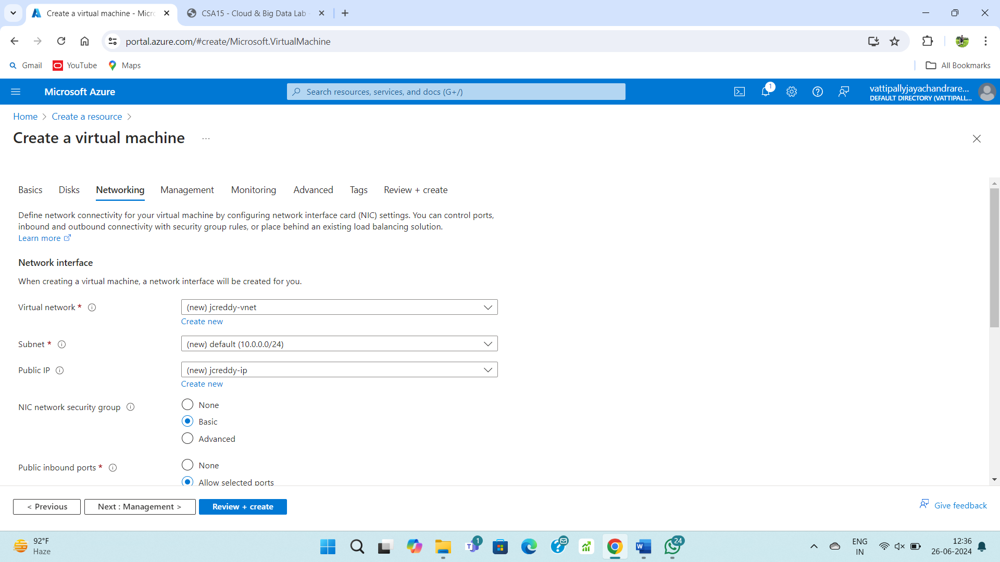 Create a virtual machine - Micr
CSA15 - Cloud & Big Data Lab -
portal.azure.com/#create/Microsoft.VirtualMachine
Gmail
YouTube
Maps
All Bookmarks
Microsoft Azure
Search resources, services, and docs (G+/)
1
vattipallyjayachandrare...
DEFAULT DIRECTORY (VATTIPALL...
Home
Create a resource
Create a virtual machine
...
Basics
Disks
Networking
Management
Monitoring
Advanced
Tags
Review + create
Define network connectivity for your virtual machine by configuring network interface card (NIC) settings. You can control ports,
inbound and outbound connectivity with security group rules, or place behind an existing load balancing solution.
Learn more
Network interface
When creating a virtual machine, a network interface will be created for you.
Virtual network *
(new) jcreddy-vnet
Create new
Subnet *
(new) default (10.0.0.0/24)
Public IP
(new) jcreddy-ip
Create new
NIC network security group
None
Basic
Advanced
Public inbound ports *
None
Allow selected ports
< Previous
Next : Management >
Review + create
Give feedback
92°F
Haze
1
24
ENG
IN
12:36
26-06-2024